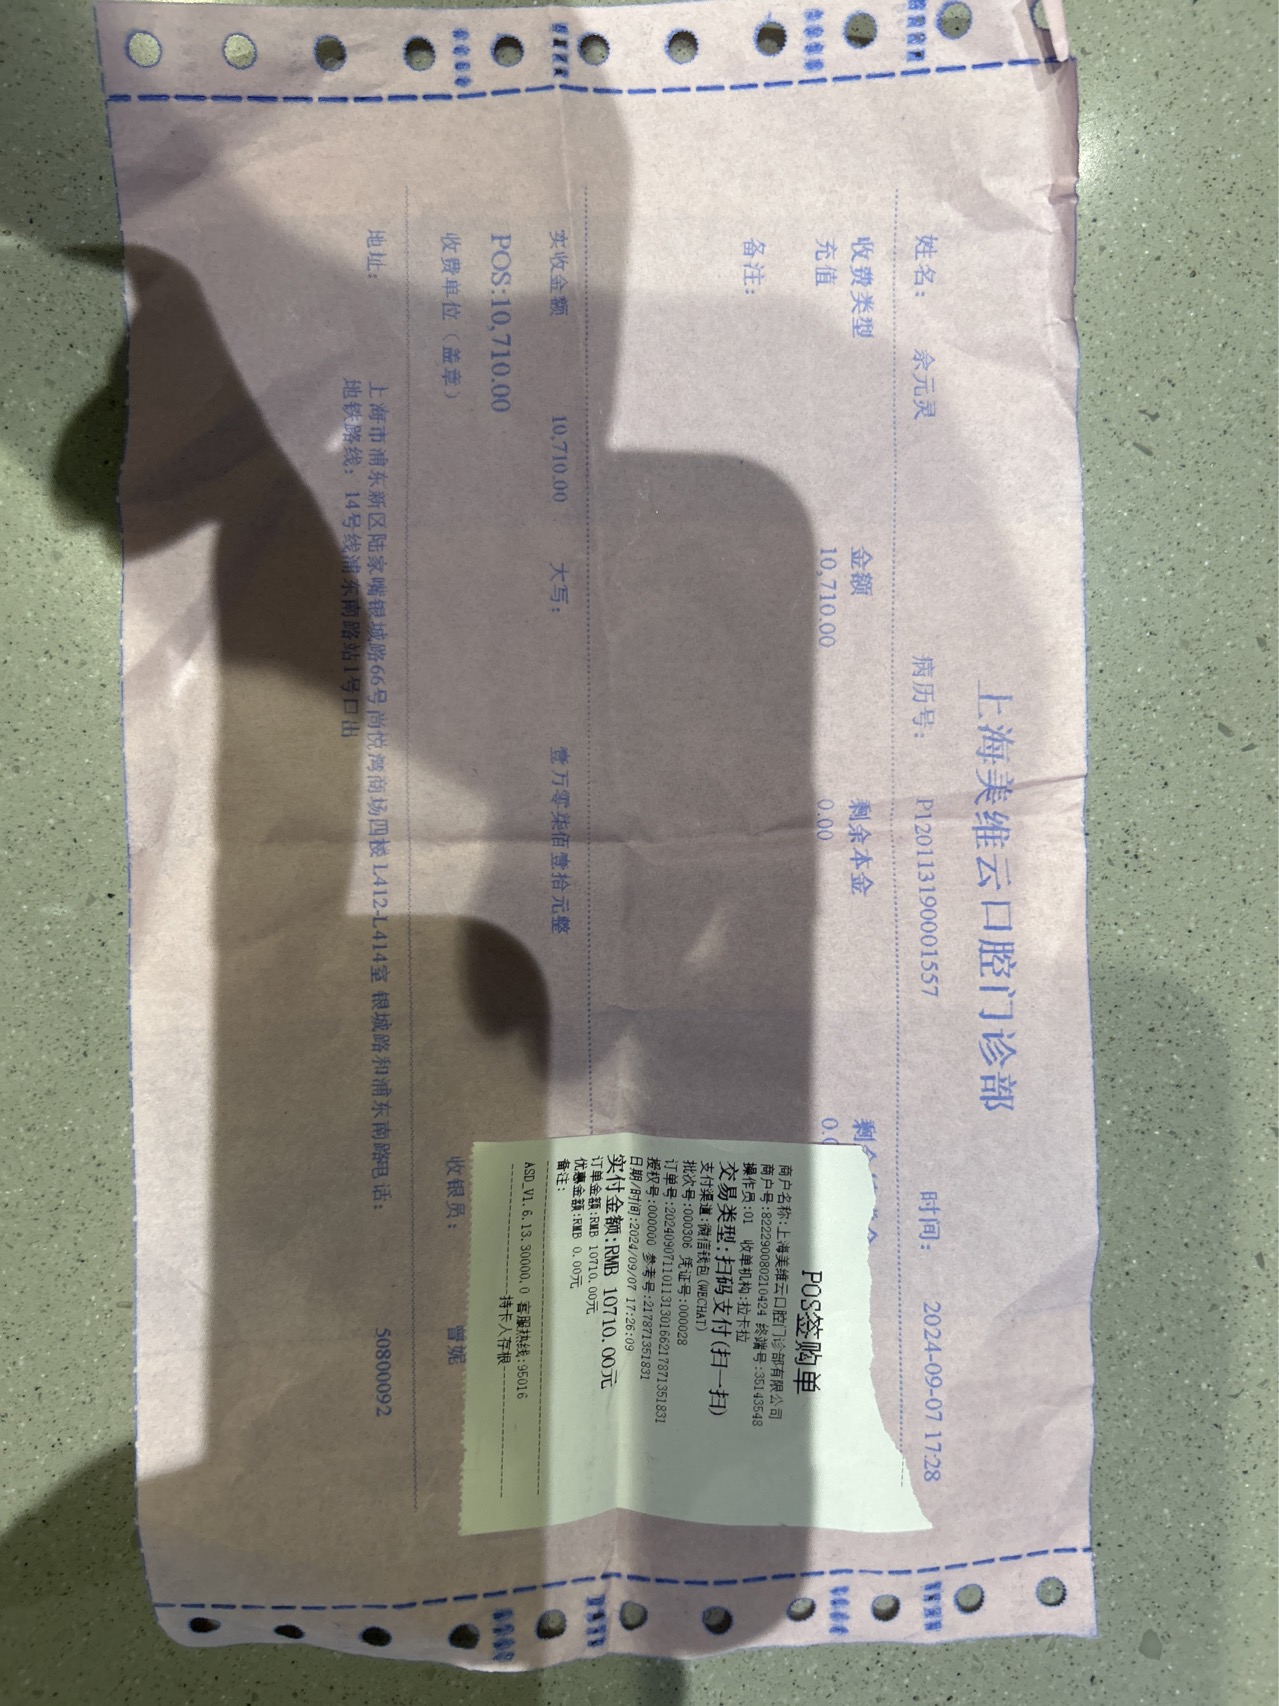 上海美维云口腔门诊部
姓名： 余元灵 病历号： P120113190001557 时间： 2024-09-07 17:28
收费类型 金额 剩余本金
充值 10,710.00 0.00
备注：
实收金额 10,710.00 大写： 壹万零柒佰壹拾元整
POS:10,710.00
收费单位（盖章） 收银员： 曾妮
地址： 上海市浦东新区陆家嘴银城路66号尚悦湾商场四楼 L412-L414室 银城路和浦东南路 电话： 50800092
地铁路线： 14号线浦东南路站1号口出
POS签购单
商户名称:上海美维云口腔门诊部有限公司
商户号:822290080210424 终端号:35143548
操作员:01 收单机构:拉卡拉
交易类型:扫码支付(扫一扫)
支付渠道:微信钱包(WECHAT)
批次号:000306 凭证号:000028
订单号:20240907110113130166217871351831
授权号:000000 参考号:217871351831
日期/时间:2024/09/07 17:26:09
实付金额:RMB 10710.00元
订单金额:RMB 10710.00元
优惠金额:RMB 0.00元
备注:
ASD_V1.6.13.30000.0 客服热线:95016
持卡人存根